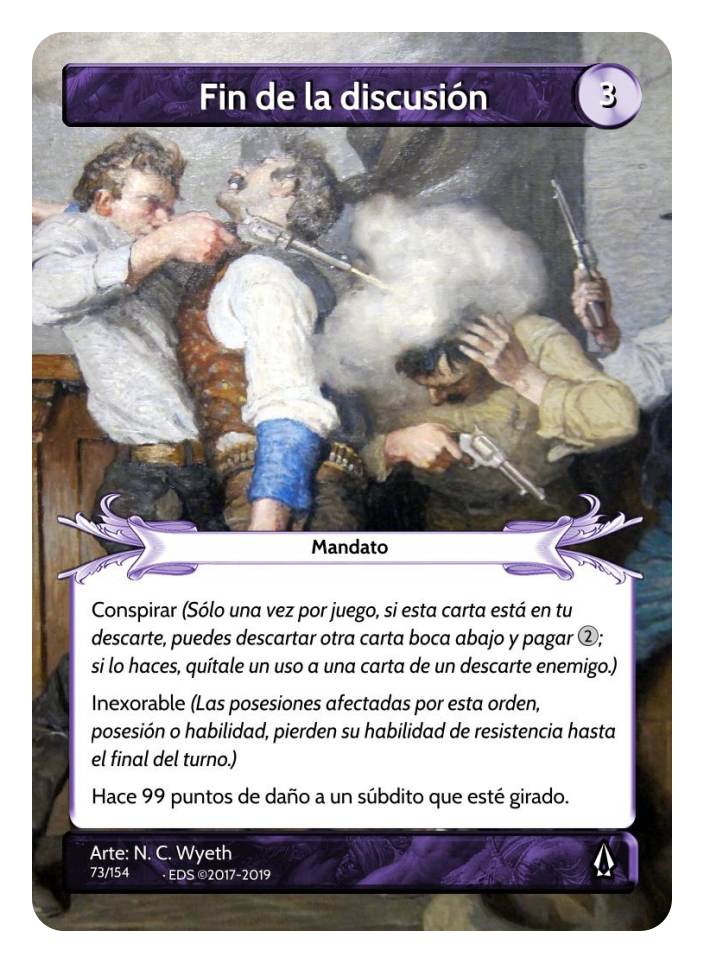 Fin de la discusión
3
Mandato
Conspirar (Sólo una vez por juego, si esta carta está en tu
descarte, puedes descartar otra carta boca abajo y pagar 2;
si lo haces, quítale un uso a una carta de un descarte enemigo.)
Inexorable (Las posesiones afectadas por esta orden,
posesión o habilidad, pierden su habilidad de resistencia hasta
el final del turno.)
Hace 99 puntos de daño a un súbdito que esté girado.
Arte: N. C. Wyeth
73/154 · EDS ©2017-2019